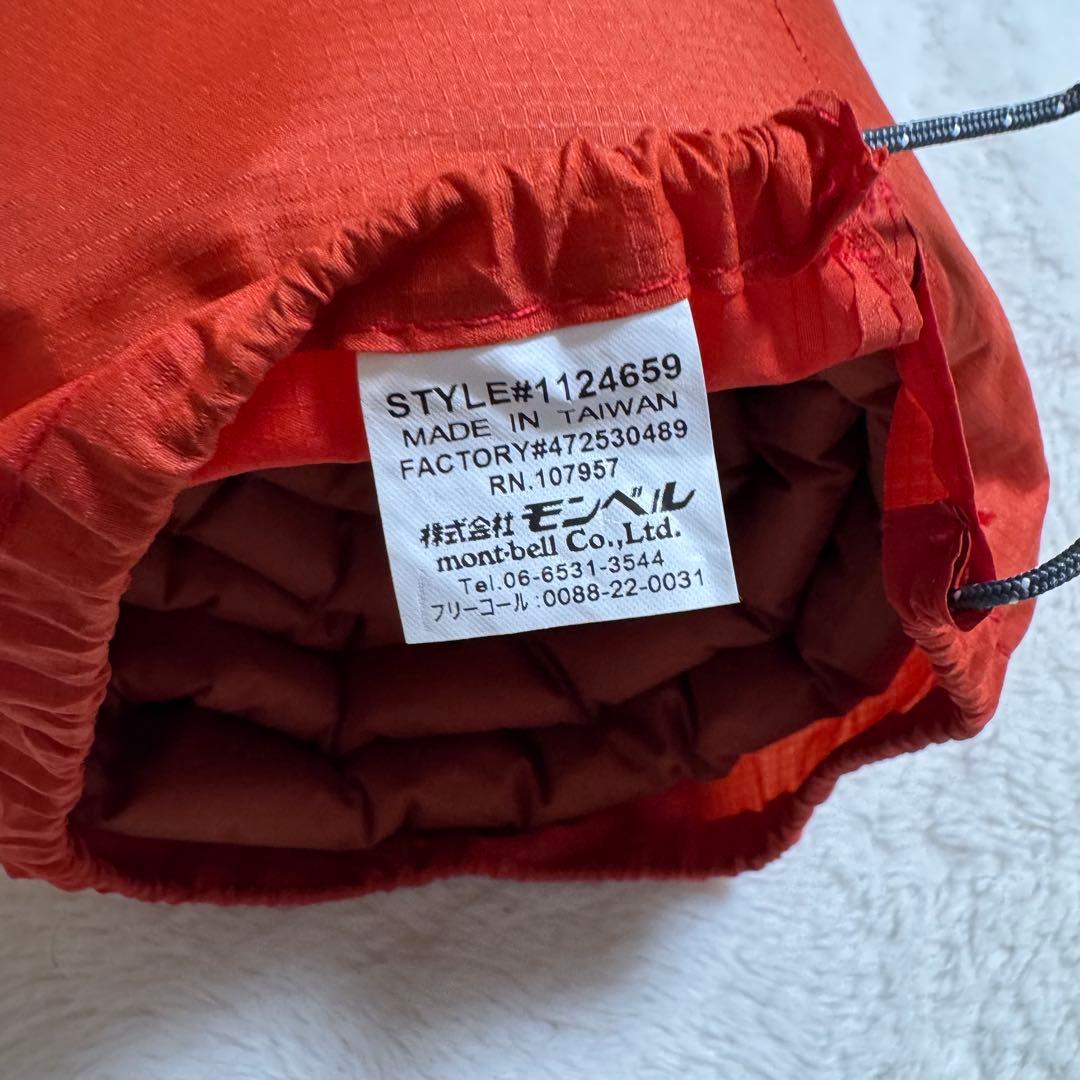 STYLE#1124659
MADE IN TAIWAN
FACTORY#472530489
RN.107957
株式会社 モンベル
mont-bell Co.,Ltd.
Tel.06-6531-3544
フリーコール:0088-22-0031